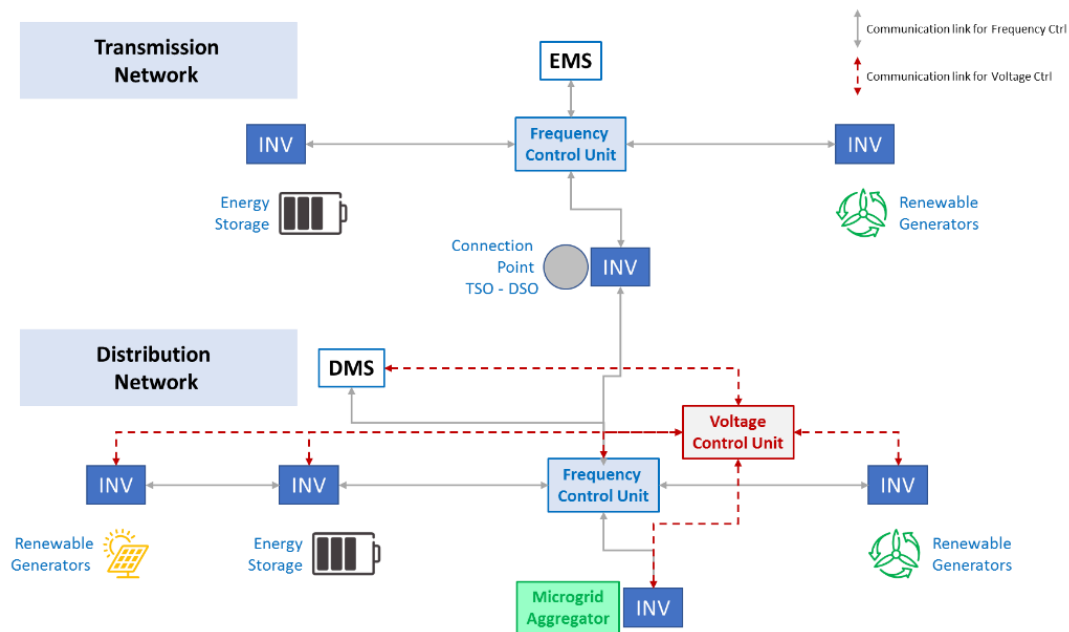 Transmission
Network
EMS
Communication link for Frequency Ctrl
Communication link for Voltage Ctrl
INV
Frequency
Control Unit
INV
Energy
Storage
Renewable
Generators
Connection
Point
TSO - DSO
INV
Distribution
Network
DMS
Voltage
Control Unit
INV
INV
Frequency
Control Unit
INV
Renewable
Generators
Energy
Storage
Renewable
Generators
Microgrid
Aggregator
INV